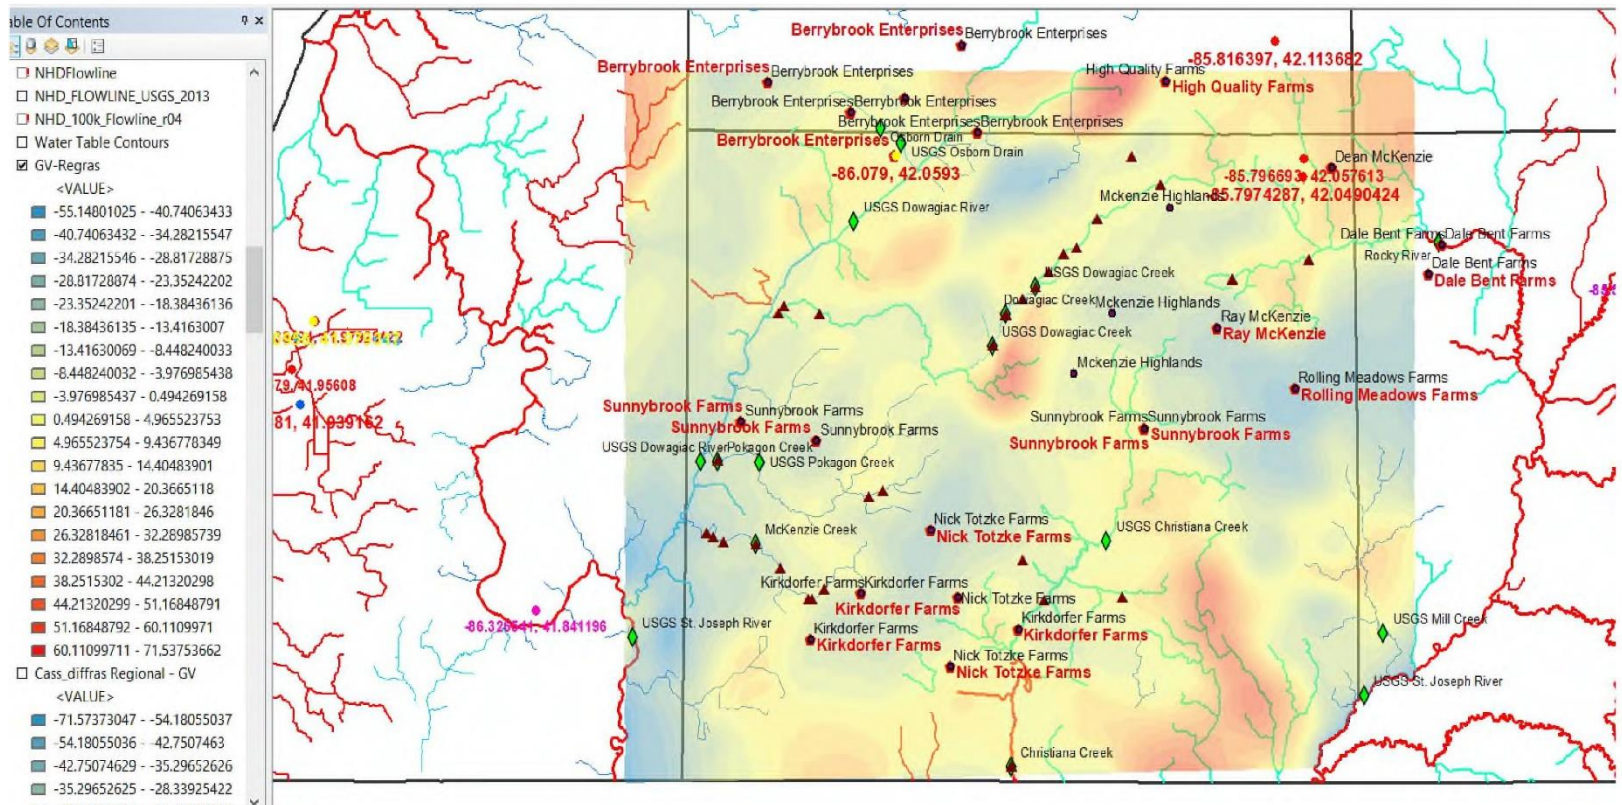 able Of Contents
NHDFlowline
NHD_FLOWLINE_USGS_2013
NHD_100k_Flowline_r04
Water Table Contours
GV-Regras
<VALUE>
-55.14801025 - -40.74063433
-40.74063432 - -34.28215547
-34.28215546 - -28.81728875
-28.81728874 - -23.35242202
-23.35242201 - -18.38436136
-18.38436135 - -13.4163007
-13.41630069 - -8.448240033
-8.448240032 - -3.976985438
-3.976985437 - 0.494269158
0.494269158 - 4.965523753
4.965523754 - 9.436778349
9.43677835 - 14.40483901
14.40483902 - 20.3665118
20.36651181 - 26.3281846
26.32818461 - 32.28985739
32.2898574 - 38.25153019
38.2515302 - 44.21320298
44.21320299 - 51.16848791
51.16848792 - 60.1109971
60.11099711 - 71.53753662
Cass_diffras Regional - GV
<VALUE>
-71.57373047 - -54.18055037
-54.18055036 - -42.7507463
-42.75074629 - -35.29652626
-35.29652625 - -28.33925422
Berrybrook Enterprises
Berrybrook Enterprises
-85.816397, 42.113682
Berrybrook Enterprises
Berrybrook Enterprises
High Quality Farms
High Quality Farms
Berrybrook Enterprises
Berrybrook Enterprises
Berrybrook Enterprises
Berrybrook Enterprises
Berrybrook Enterprises
Osborn Drain
USGS Osborn Drain
-86.079, 42.0593
Dean McKenzie
-85.796693, 42.057613
-85.7974287, 42.0490424
Mckenzie Highlands
USGS Dowagiac River
Dale Bent Farms
Dale Bent Farms
Rocky River
Dale Bent Farms
Dale Bent Farms
USGS Dowagiac Creek
Dowagiac Creek
Mckenzie Highlands
Ray McKenzie
Ray McKenzie
USGS Dowagiac Creek
79, 41.95608
81, 41.939162
Mckenzie Highlands
Rolling Meadows Farms
Rolling Meadows Farms
Sunnybrook Farms
Sunnybrook Farms
Sunnybrook Farms
Sunnybrook Farms
Sunnybrook Farms
Sunnybrook Farms
Sunnybrook Farms
Sunnybrook Farms
USGS Dowagiac River
Pokagon Creek
USGS Pokagon Creek
Nick Totzke Farms
Nick Totzke Farms
USGS Christiana Creek
McKenzie Creek
Kirkdorfer Farms
Kirkdorfer Farms
Kirkdorfer Farms
Nick Totzke Farms
Kirkdorfer Farms
Kirkdorfer Farms
USGS St. Joseph River
Kirkdorfer Farms
Kirkdorfer Farms
USGS Mill Creek
Nick Totzke Farms
Nick Totzke Farms
USGS St. Joseph River
Christiana Creek